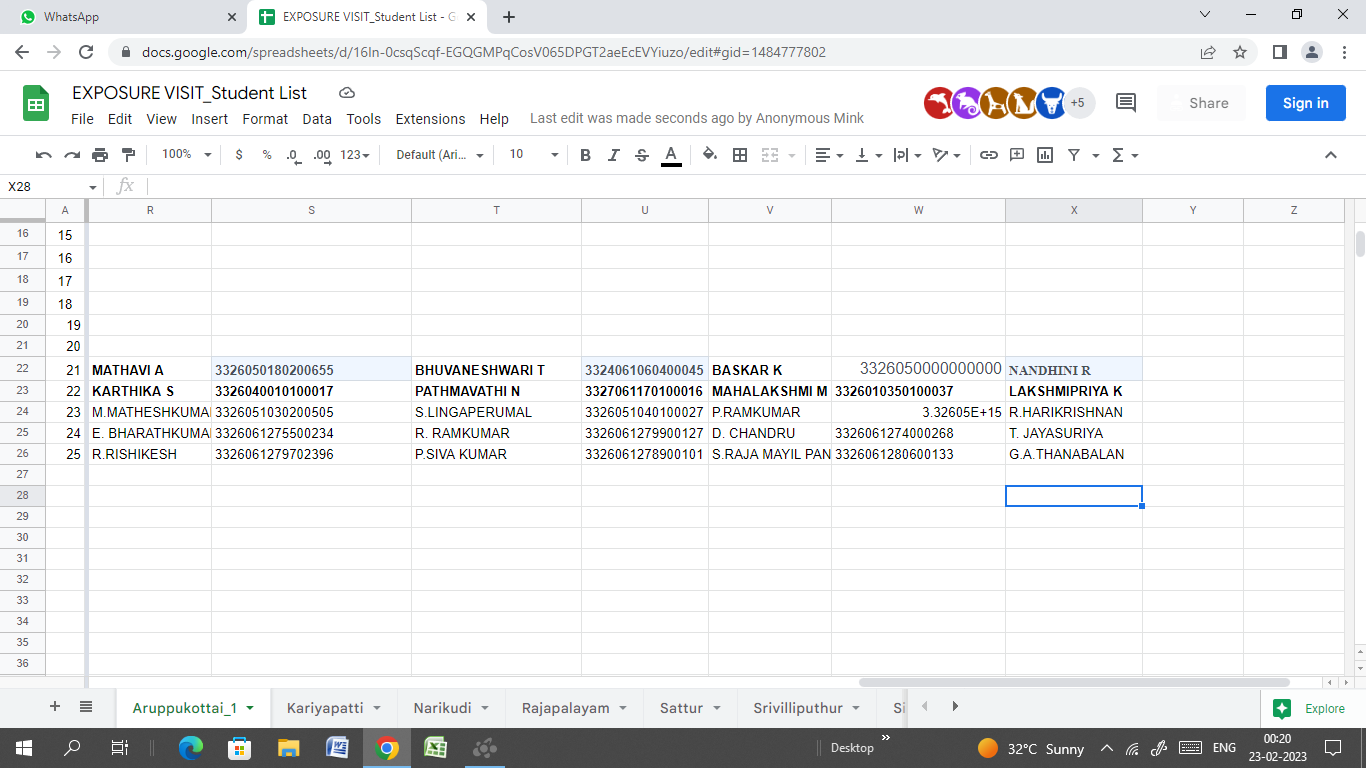 WhatsApp
EXPOSURE VISIT_Student List - G
docs.google.com/spreadsheets/d/16In-0csqScqf-EGQGMPqCosV065DPGT2aeEcEVYiuzo/edit#gid=1484777802
EXPOSURE VISIT_Student List
+5
Share
Sign in
File Edit View Insert Format Data Tools Extensions Help Last edit was made seconds ago by Anonymous Mink
100% $ % .0 .00 123 Default (Ari... 10 B I S A
X28 fx
A R S T U V W X Y Z
16 15
17 16
18 17
19 18
20 19
21 20
22 21 MATHAVI A 3326050180200655 BHUVANESHWARI T 3324061060400045 BASKAR K 3326050000000000 NANDHINI R
23 22 KARTHIKA S 3326040010100017 PATHMAVATHI N 3327061170100016 MAHALAKSHMI M 3326010350100037 LAKSHMIPRIYA K
24 23 M.MATHESHKUMA 3326051030200505 S.LINGAPERUMAL 3326051040100027 P.RAMKUMAR 3.32605E+15 R.HARIKRISHNAN
25 24 E. BHARATHKUMA 3326061275500234 R. RAMKUMAR 3326061279900127 D. CHANDRU 3326061274000268 T. JAYASURIYA
26 25 R.RISHIKESH 3326061279702396 P.SIVA KUMAR 3326061278900101 S.RAJA MAYIL PAN 3326061280600133 G.A.THANABALAN
27
28
29
30
31
32
33
34
35
36
Aruppukottai_1 Kariyapatti Narikudi Rajapalayam Sattur Srivilliputhur Si Explore
Desktop 32°C Sunny ENG 00:20
23-02-2023